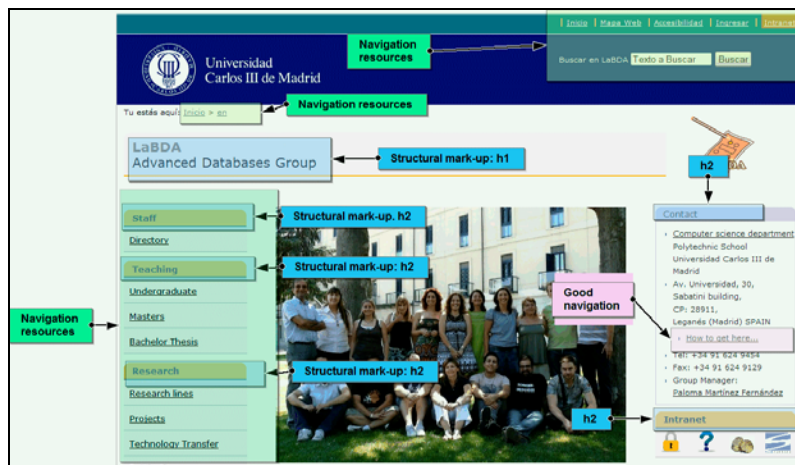 Inicio | Mapa Web | Accesibilidad | Ingresar | Intranet
Navigation
resources
Buscar en LaBDA Texto a Buscar Buscar
Universidad
Carlos III de Madrid
Tu estás aquí: Inicio > en
Navigation resources
LaBDA
Advanced Databases Group
Structural mark-up: h1
h2
Staff
Structural mark-up. h2
Directory
Teaching
Structural mark-up: h2
Undergraduate
Masters
Bachelor Thesis
Research
Structural mark-up: h2
Research lines
Projects
Technology Transfer
Navigation
resources
Good
navigation
Contact
Computer science department
Polytechnic School
Universidad Carlos III de
Madrid
Av. Universidad, 30,
Sabatini building,
CP: 28911,
Leganés (Madrid) SPAIN
How to get here...
Tel: +34 91 624 9454
Fax: +34 91 624 9129
Group Manager:
Paloma Martínez Fernández
h2
Intranet